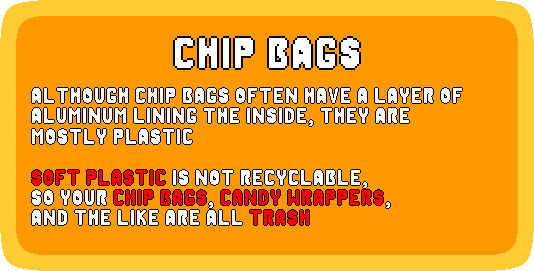 CHIP BAGS
ALTHOUGH CHIP BAGS OFTEN HAVE A LAYER OF
ALUMINUM LINING THE INSIDE, THEY ARE
MOSTLY PLASTIC
SOFT PLASTIC IS NOT RECYCLABLE,
SO YOUR CHIP BAGS, CANDY WRAPPERS,
AND THE LIKE ARE ALL TRASH